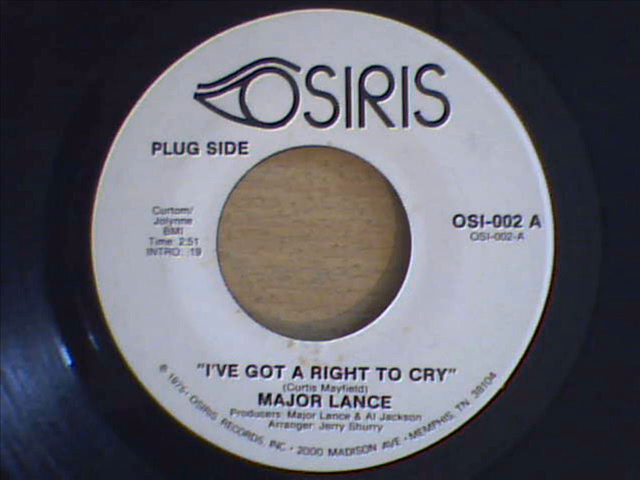 OSIRIS
PLUG SIDE
Curtom/
Jolynne
BMI
Time 2:51
INTRO: :19
OSI-002 A
OSI-002-A
"I'VE GOT A RIGHT TO CRY"
(Curtis Mayfield)
MAJOR LANCE
Producers: Major Lance & Al Jackson
Arranger: Jerry Shurry
℗ 1975 - OSIRIS RECORDS, INC - 2000 MADISON AVE - MEMPHIS, TN. 38104